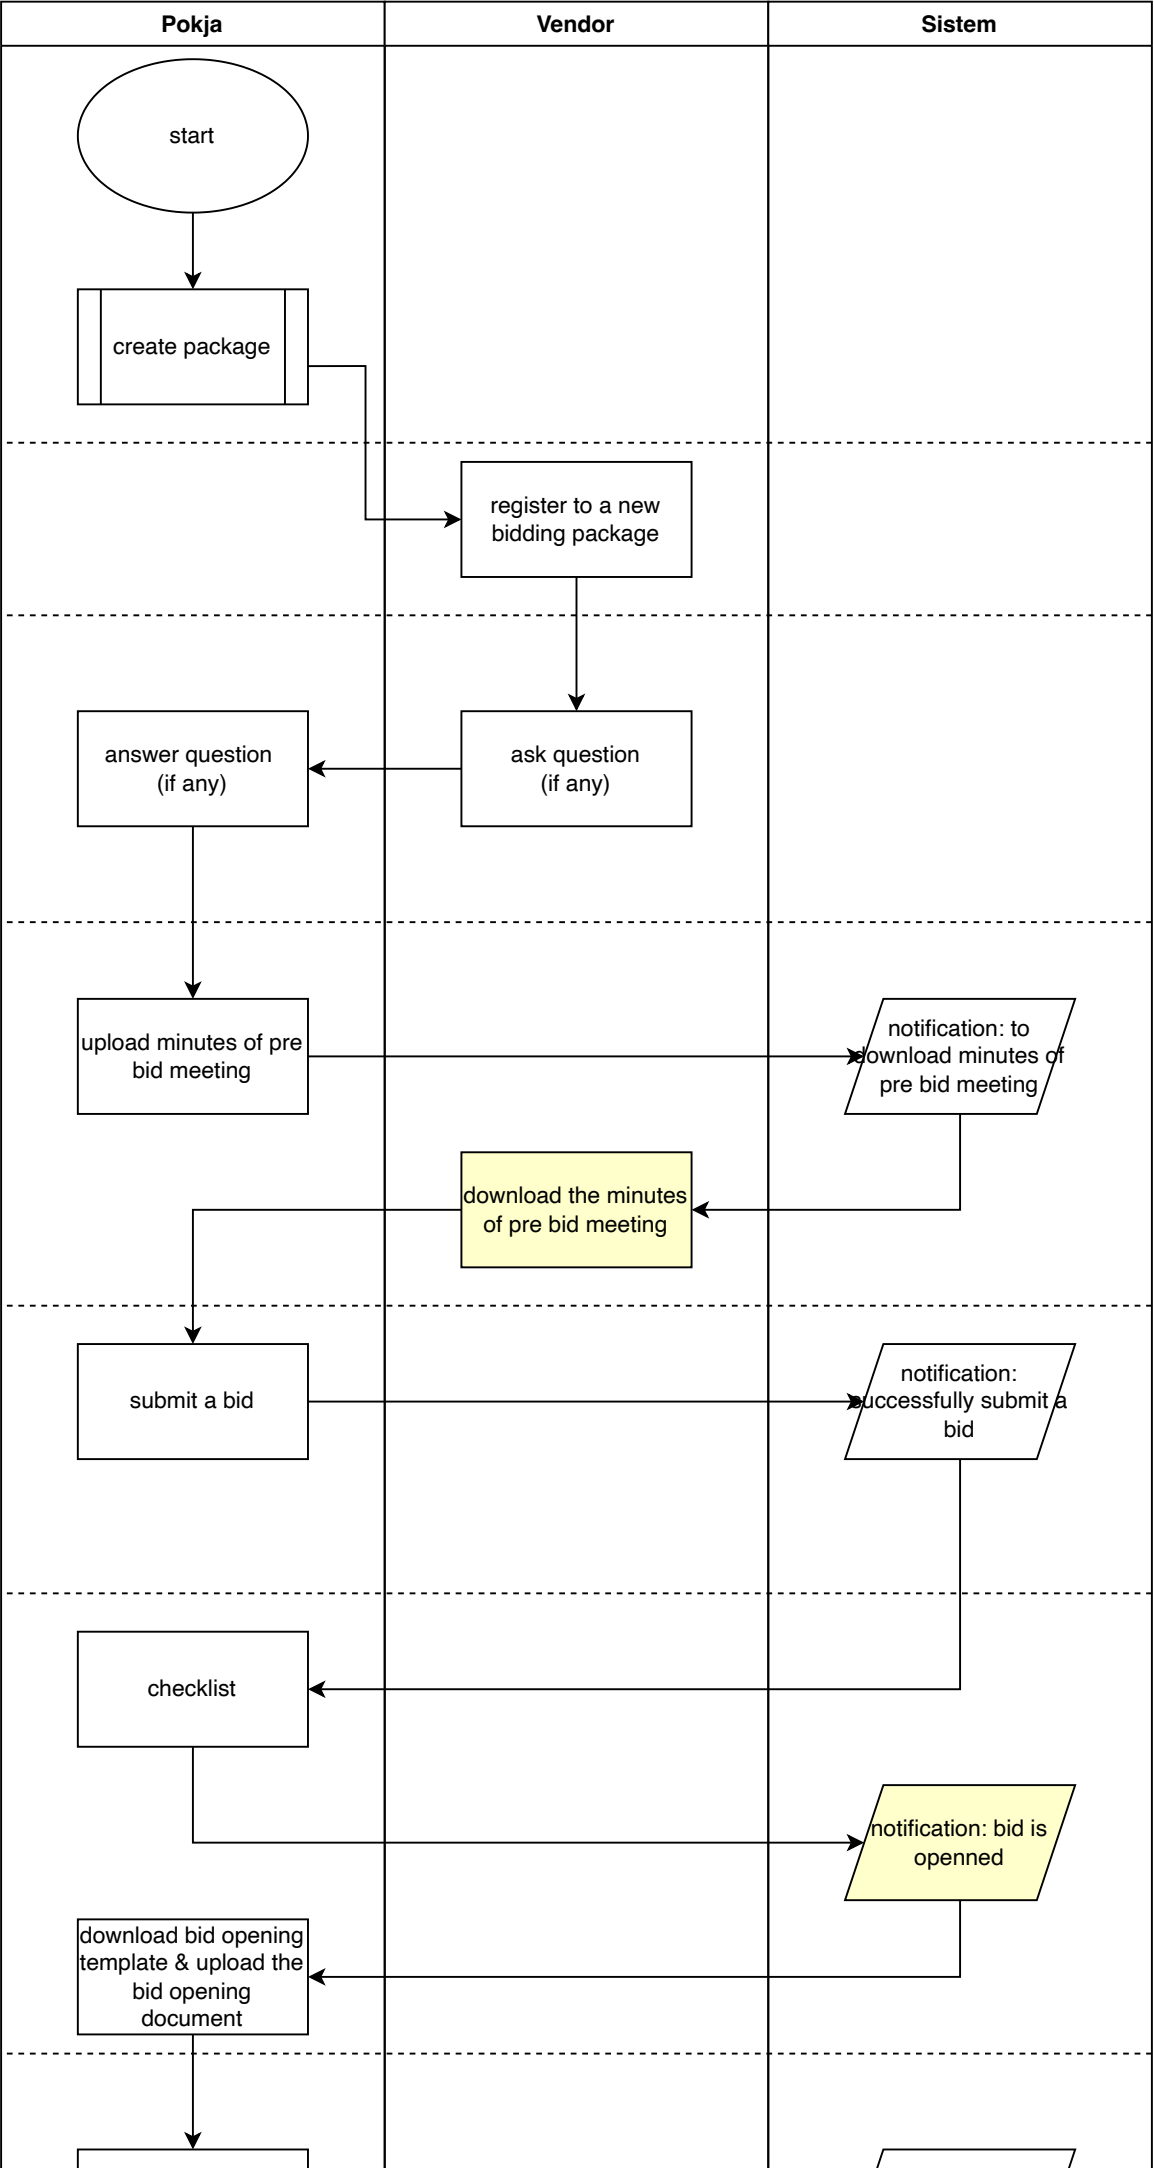 Pokja
Vendor
Sistem
start
create package
register to a new
bidding package
answer question
(if any)
ask question
(if any)
upload minutes of pre
bid meeting
notification: to
download minutes of
pre bid meeting
download the minutes
of pre bid meeting
submit a bid
notification:
successfully submit a
bid
checklist
notification: bid is
openned
download bid opening
template & upload the
bid opening
document